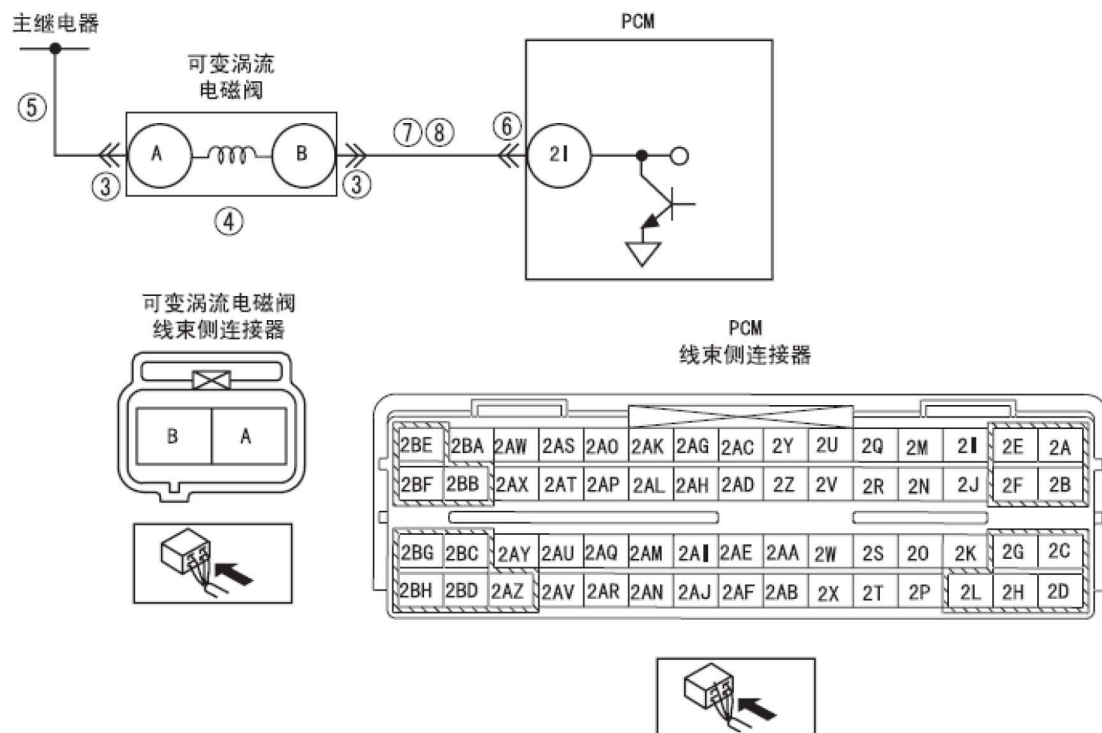 主继电器
PCM
可变涡流
电磁阀
⑤
⑦⑧
⑥
A
B
2I
③
③
④
可变涡流电磁阀
线束侧连接器
PCM
线束侧连接器
B A
2BE 2BA 2AW 2AS 2AO 2AK 2AG 2AC 2Y 2U 2Q 2M 2I 2E 2A
2BF 2BB 2AX 2AT 2AP 2AL 2AH 2AD 2Z 2V 2R 2N 2J 2F 2B
2BG 2BC 2AY 2AU 2AQ 2AM 2AI 2AE 2AA 2W 2S 2O 2K 2G 2C
2BH 2BD 2AZ 2AV 2AR 2AN 2AJ 2AF 2AB 2X 2T 2P 2L 2H 2D